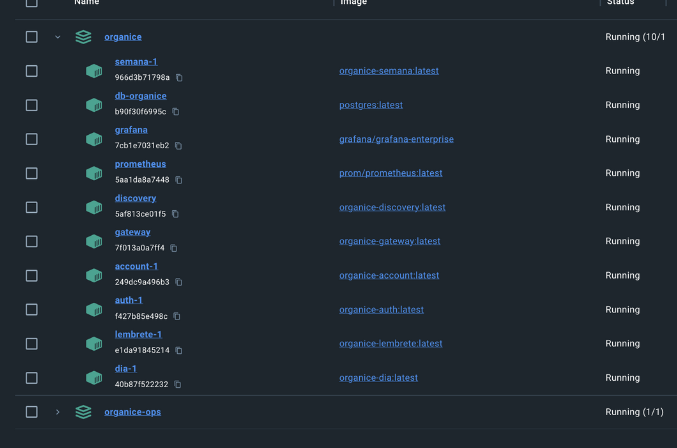 Name Image Status
organice Running (10/1
semana-1
966d3b71798a organice-semana:latest Running
db-organice
b90f30f6995c postgres:latest Running
grafana
7cb1e7031eb2 grafana/grafana-enterprise Running
prometheus
5aa1da8a7448 prom/prometheus:latest Running
discovery
5af813ce01f5 organice-discovery:latest Running
gateway
7f013a0a7ff4 organice-gateway:latest Running
account-1
249dc9a496b3 organice-account:latest Running
auth-1
f427b85e498c organice-auth:latest Running
lembrete-1
e1da91845214 organice-lembrete:latest Running
dia-1
40b87f522232 organice-dia:latest Running
organice-ops Running (1/1)